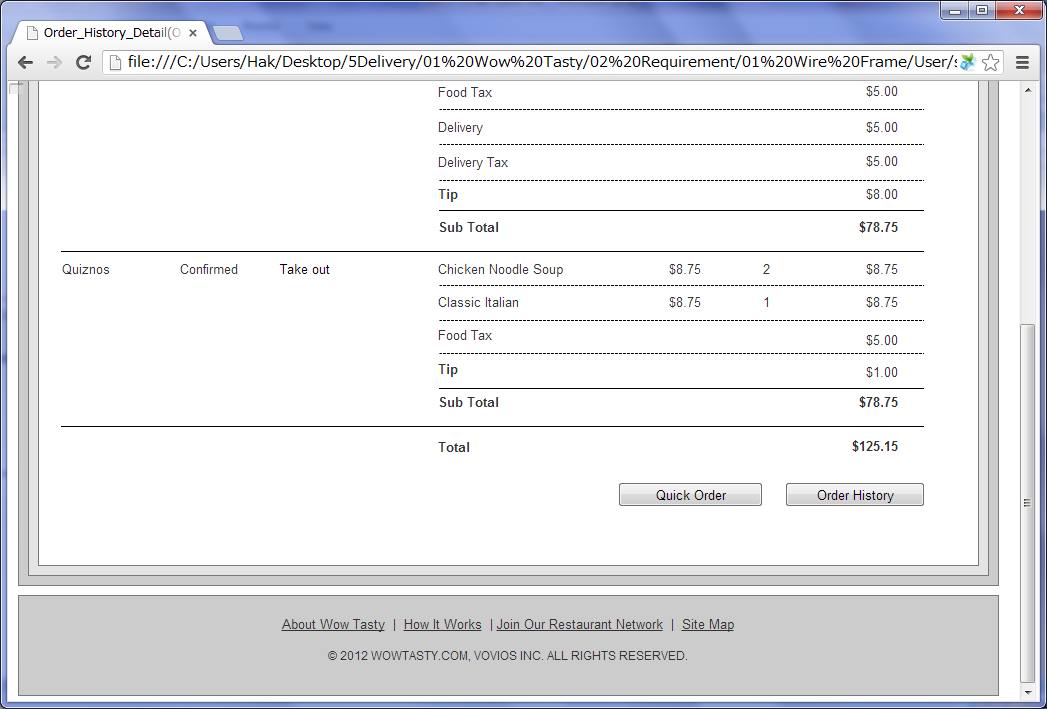 Order_History_Detail(O
file:///C:/Users/Hak/Desktop/5Delivery/01%20Wow%20Tasty/02%20Requirement/01%20Wire%20Frame/User/
Food Tax $5.00
Delivery $5.00
Delivery Tax $5.00
Tip $8.00
Sub Total $78.75
Quiznos Confirmed Take out Chicken Noodle Soup $8.75 2 $8.75
Classic Italian $8.75 1 $8.75
Food Tax $5.00
Tip $1.00
Sub Total $78.75
Total $125.15
Quick Order Order History
About Wow Tasty | How It Works | Join Our Restaurant Network | Site Map
© 2012 WOWTASTY.COM, VOVIOS INC. ALL RIGHTS RESERVED.